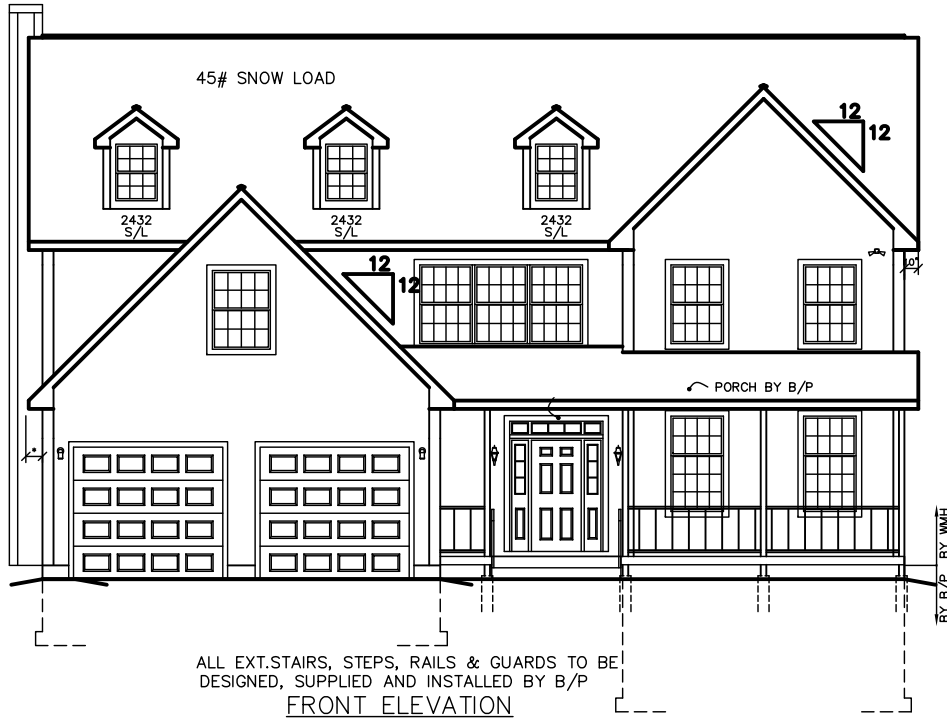 45# SNOW LOAD
12
12
2432
S/L
2432
S/L
2432
S/L
12
12
10"
PORCH BY B/P
BY B/P
BY WMH
ALL EXT.STAIRS, STEPS, RAILS & GUARDS TO BE
DESIGNED, SUPPLIED AND INSTALLED BY B/P
FRONT ELEVATION